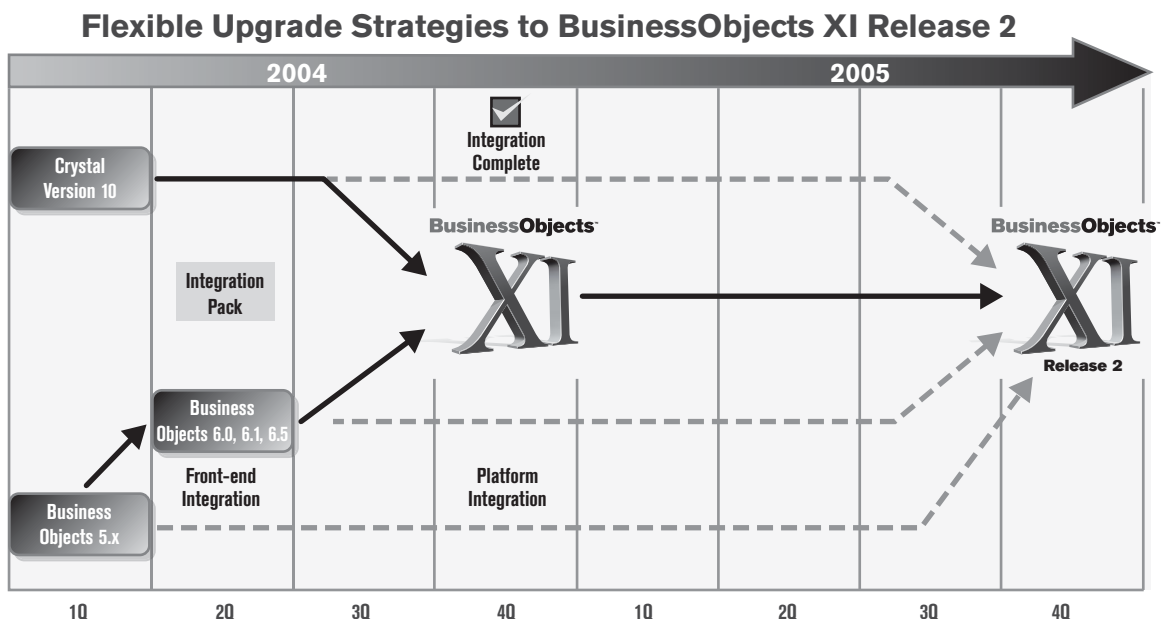 Flexible Upgrade Strategies to BusinessObjects XI Release 2
2004
2005
Integration
Complete
Crystal
Version 10
BusinessObjects™
XI
BusinessObjects™
XI
Release 2
Integration
Pack
Business
Objects 6.0, 6.1, 6.5
Front-end
Integration
Platform
Integration
Business
Objects 5.x
1Q
2Q
3Q
4Q
1Q
2Q
3Q
4Q